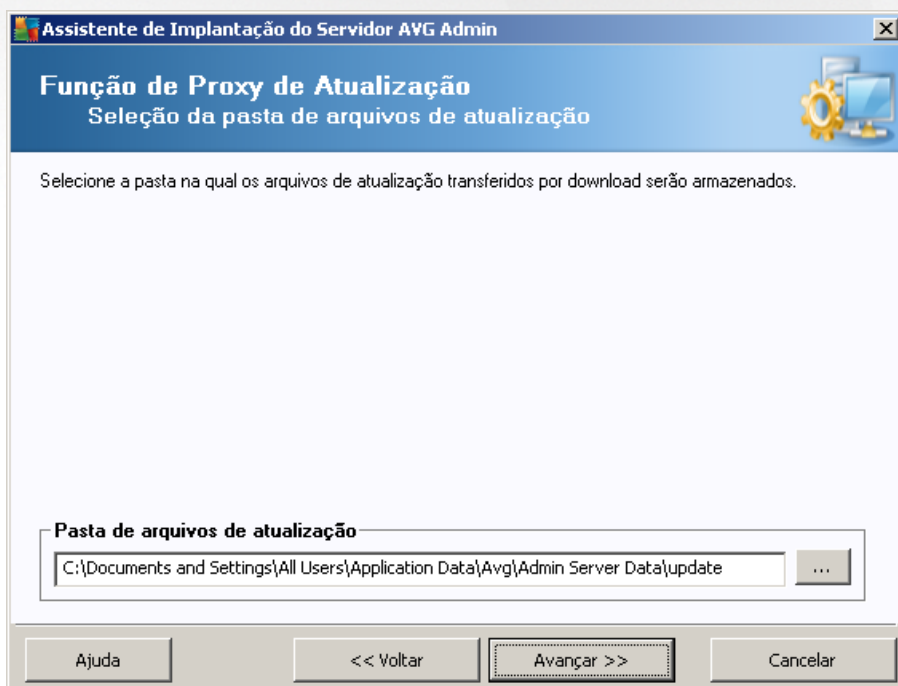 Assistente de Implantação do Servidor AVG Admin
Função de Proxy de Atualização
Seleção da pasta de arquivos de atualização
Selecione a pasta na qual os arquivos de atualização transferidos por download serão armazenados.
Pasta de arquivos de atualização
C:\Documents and Settings\All Users\Application Data\Avg\Admin Server Data\update
...
Ajuda
<< Voltar
Avançar >>
Cancelar